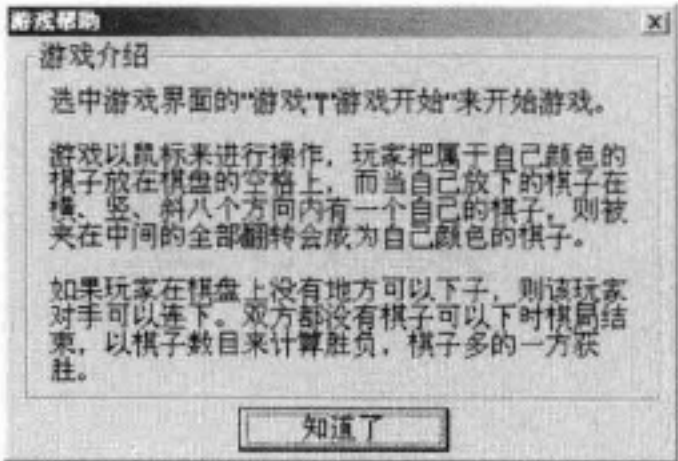 游戏帮助
游戏介绍
选中游戏界面的"游戏"|"游戏开始"来开始游戏。
游戏以鼠标来进行操作，玩家把属于自己颜色的
棋子放在棋盘的空格上，而当自己放下的棋子在
横、竖、斜八个方向内有一个自己的棋子，则被
夹在中间的全部翻转会成为自己颜色的棋子。
如果玩家在棋盘上没有地方可以下子，则该玩家
对手可以连下。双方都没有棋子可以下时棋局结
束，以棋子数目来计算胜负，棋子多的一方获
胜。
知道了